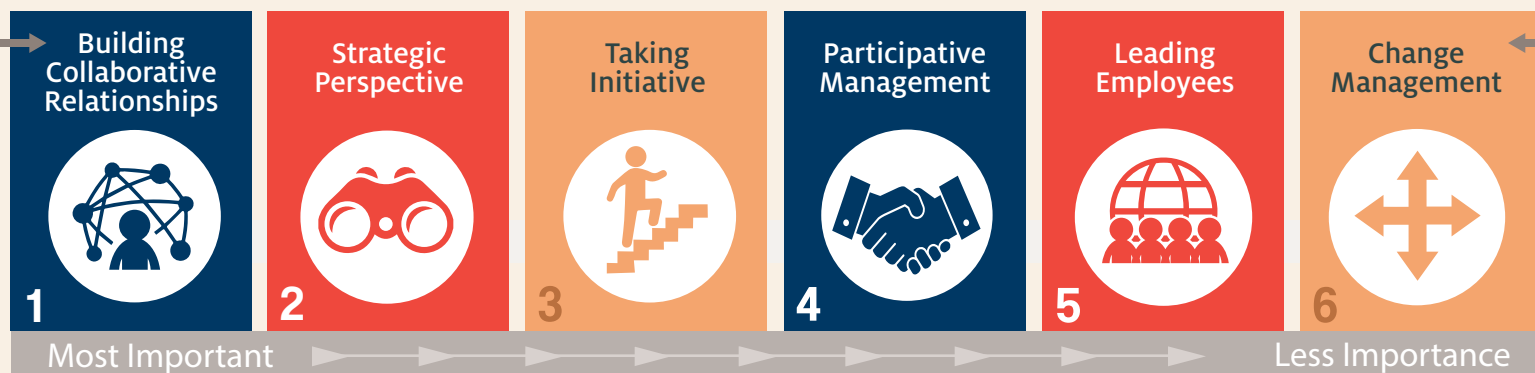 Building
Collaborative
Relationships
1
Strategic
Perspective
2
Taking
Initiative
3
Participative
Management
4
Leading
Employees
5
Change
Management
6
Most Important
Less Importance